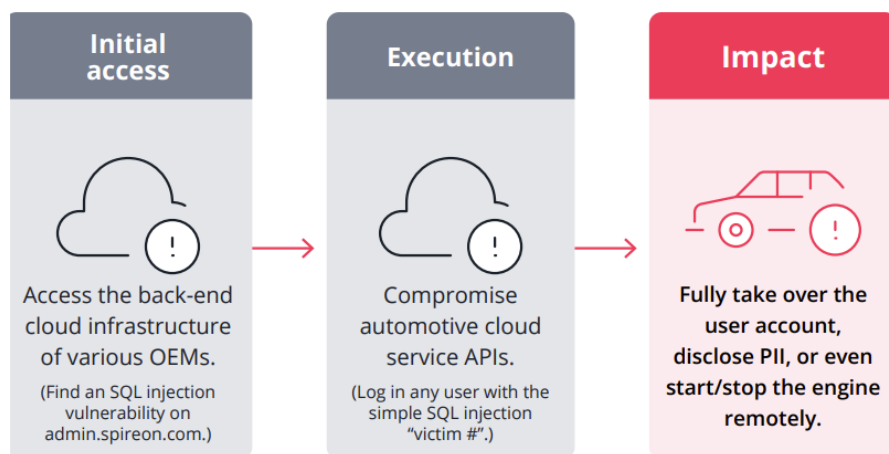 Initial
access
Access the back-end
cloud infrastructure
of various OEMs.
(Find an SQL injection
vulnerability on
admin.spireon.com.)
Execution
Compromise
automotive cloud
service APIs.
(Log in any user with the
simple SQL injection
“victim #”.)
Impact
Fully take over the
user account,
disclose PII, or even
start/stop the engine
remotely.